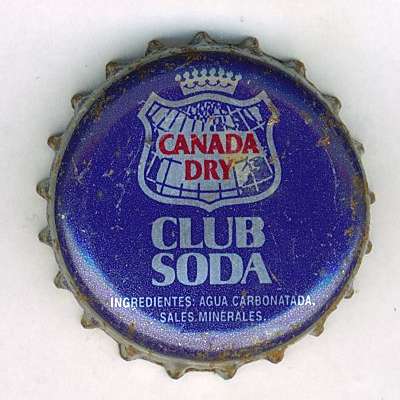 CANADA
DRY
CLUB
SODA
INGREDIENTES: AGUA CARBONATADA,
SALES MINERALES.